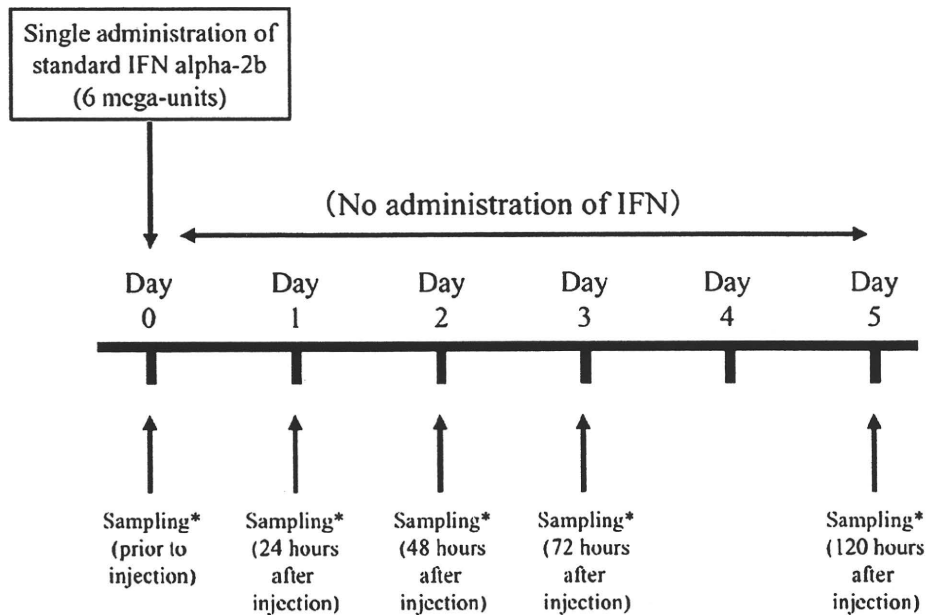 Single administration of
standard IFN alpha-2b
(6 mega-units)
(No administration of IFN)
Day Day Day Day Day Day
0 1 2 3 4 5
Sampling* Sampling* Sampling* Sampling* Sampling*
(prior to (24 hours (48 hours (72 hours (120 hours
injection) after after after after
injection) injection) injection) injection)